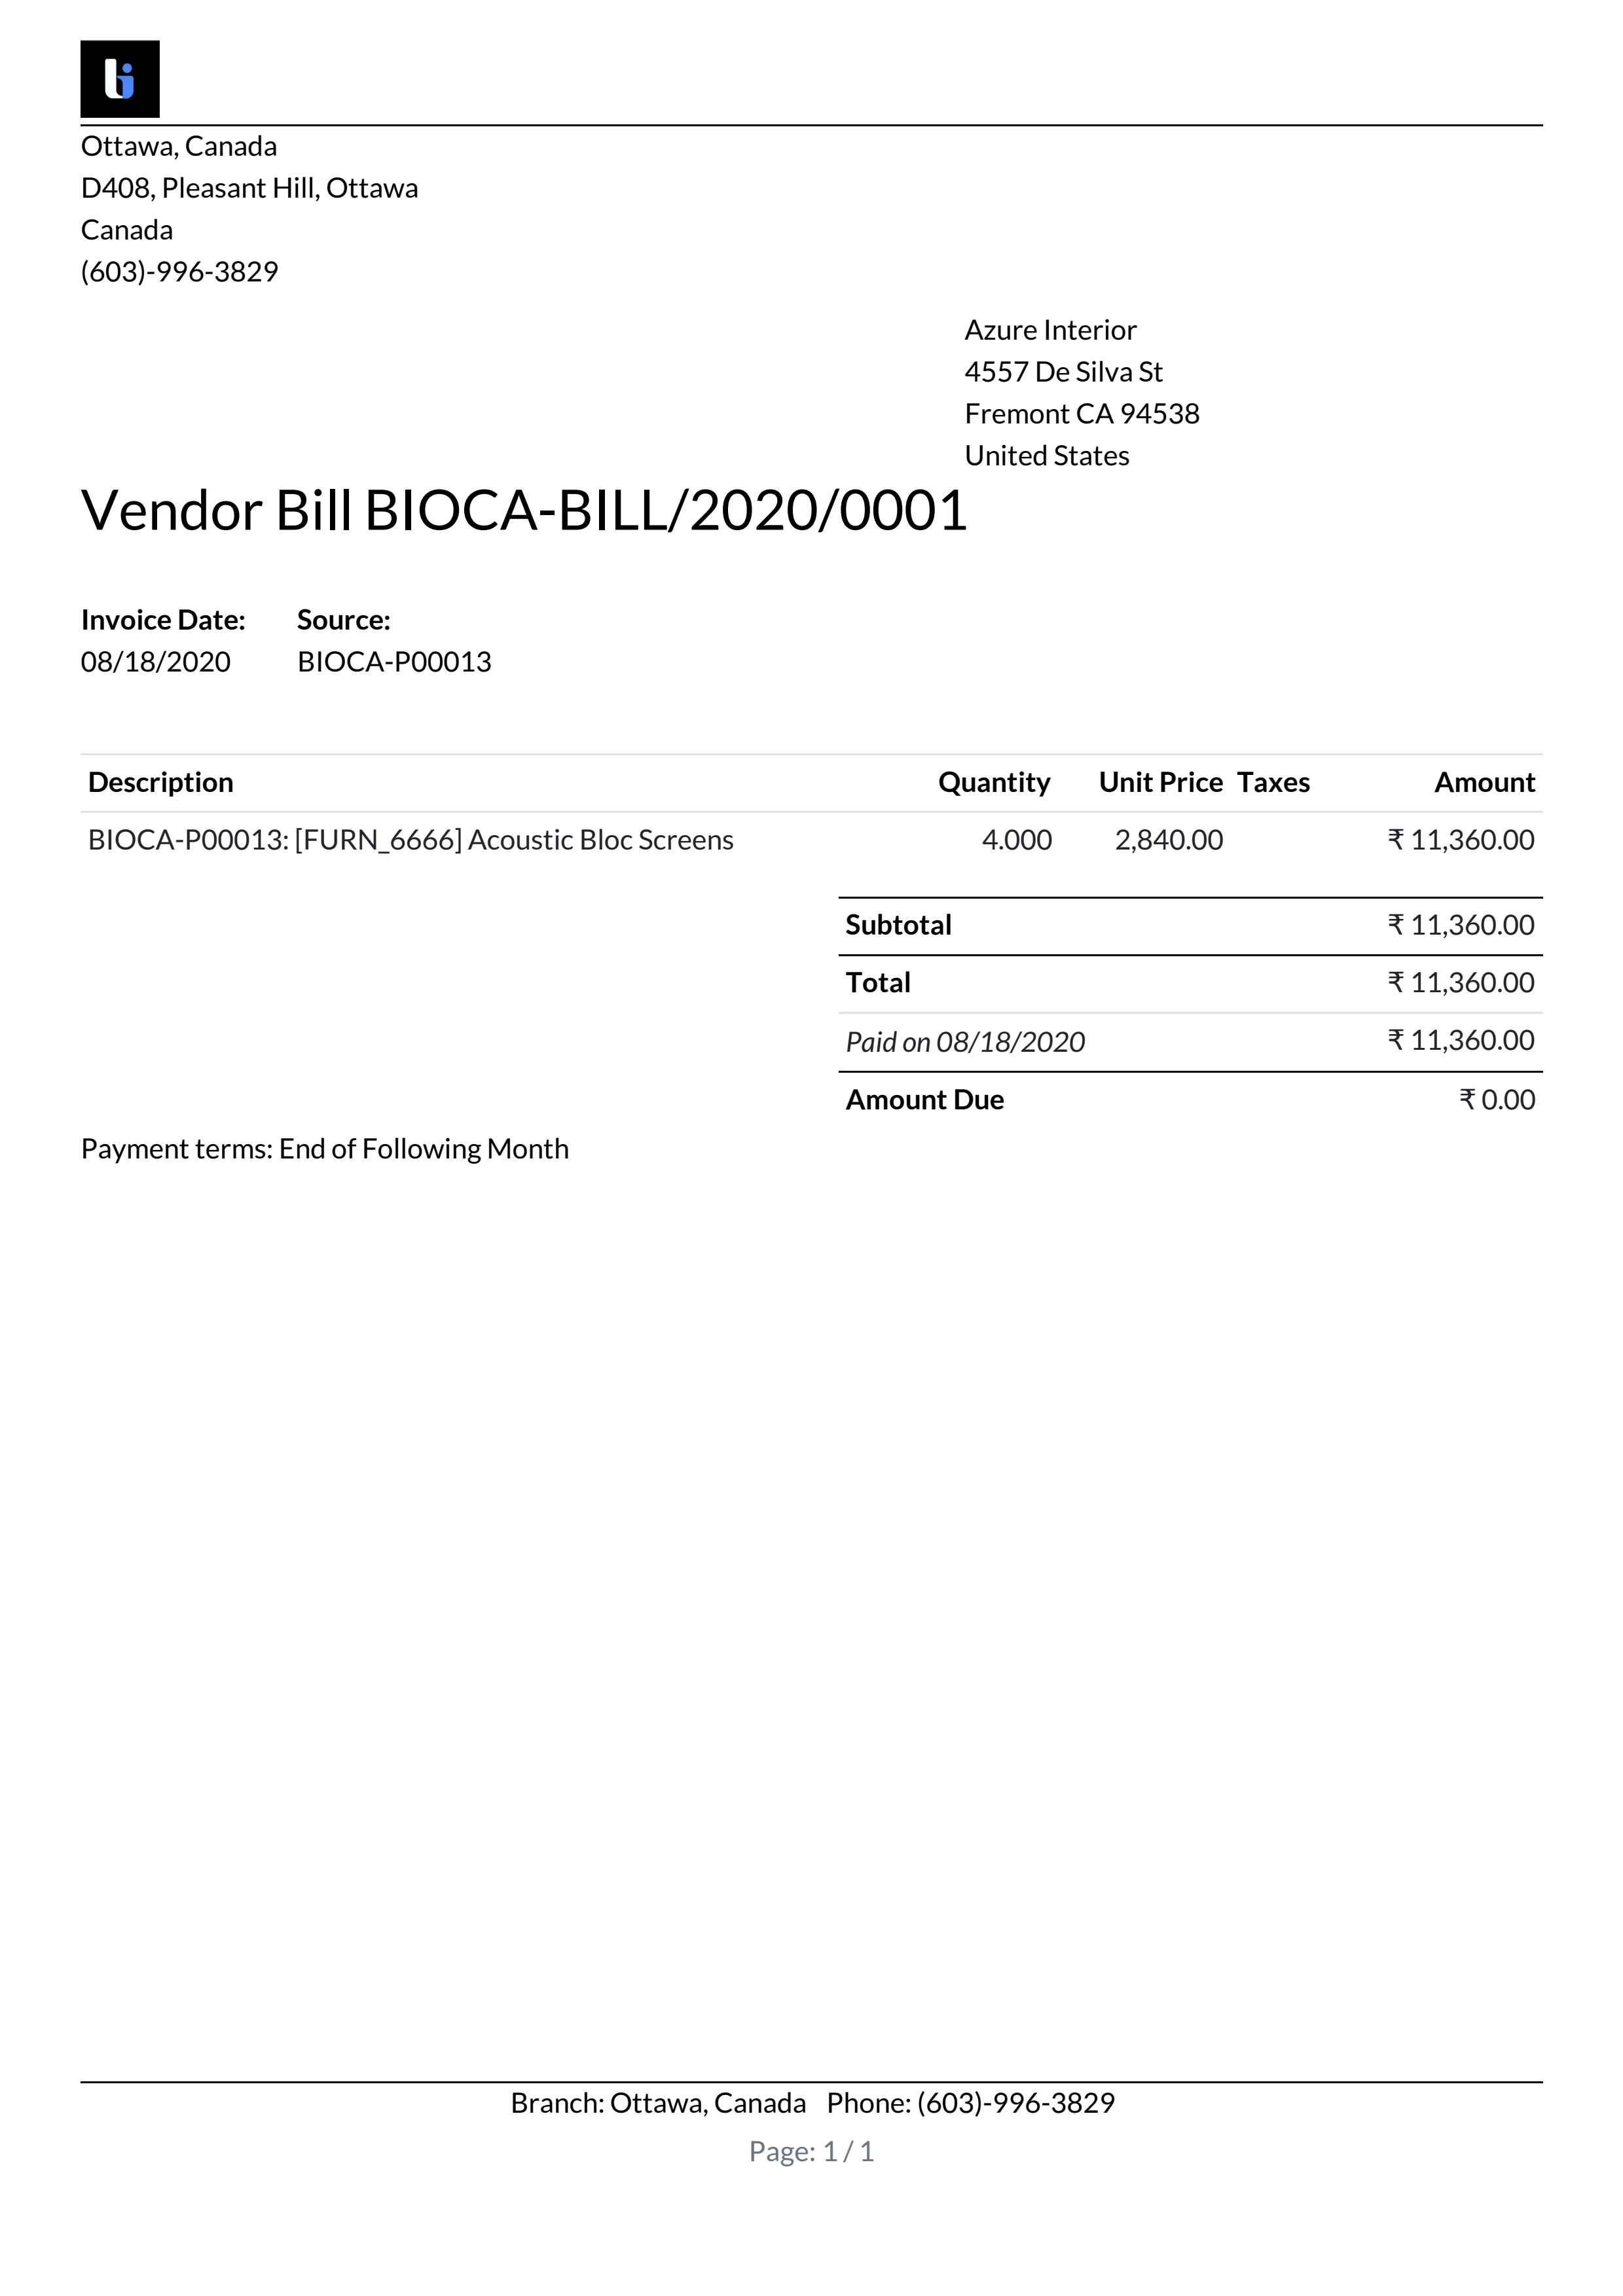 Ottawa, Canada
D408, Pleasant Hill, Ottawa
Canada
(603)-996-3829
Azure Interior
4557 De Silva St
Fremont CA 94538
United States
Vendor Bill BIOCA-BILL/2020/0001
Invoice Date: Source:
08/18/2020 BIOCA-P00013
Description Quantity Unit Price Taxes Amount
BIOCA-P00013: [FURN_6666] Acoustic Bloc Screens 4.000 2,840.00 ₹ 11,360.00
Subtotal ₹ 11,360.00
Total ₹ 11,360.00
Paid on 08/18/2020 ₹ 11,360.00
Amount Due ₹ 0.00
Payment terms: End of Following Month
Branch: Ottawa, Canada Phone: (603)-996-3829
Page: 1 / 1